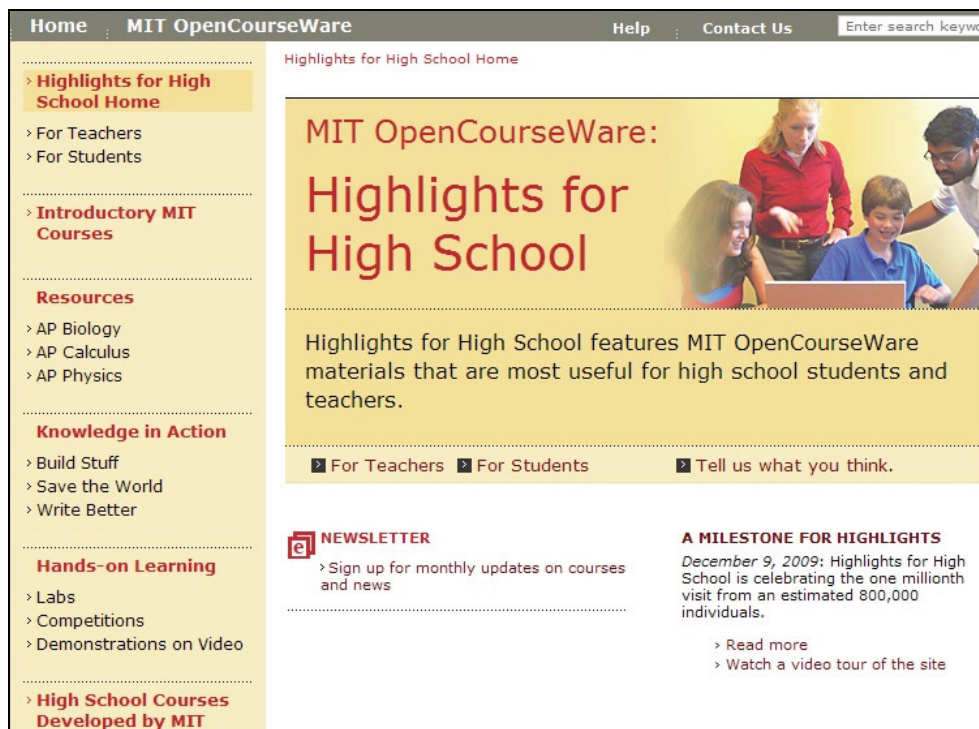 Home MIT OpenCourseWare Help Contact Us Enter search
Highlights for High
School Home
For Teachers
For Students
Introductory MIT
Courses
Resources
AP Biology
AP Calculus
AP Physics
Knowledge in Action
Build Stuff
Save the World
Write Better
Hands-on Learning
Labs
Competitions
Demonstrations on Video
High School Courses
Developed by MIT
Highlights for High School Home
MIT OpenCourseWare:
Highlights for
High School
Highlights for High School features MIT OpenCourseWare
materials that are most useful for high school students and
teachers.
For Teachers For Students Tell us what you think.
NEWSLETTER
Sign up for monthly updates on courses
and news
A MILESTONE FOR HIGHLIGHTS
December 9, 2009: Highlights for High
School is celebrating the one millionth
visit from an estimated 800,000
individuals.
Read more
Watch a video tour of the site